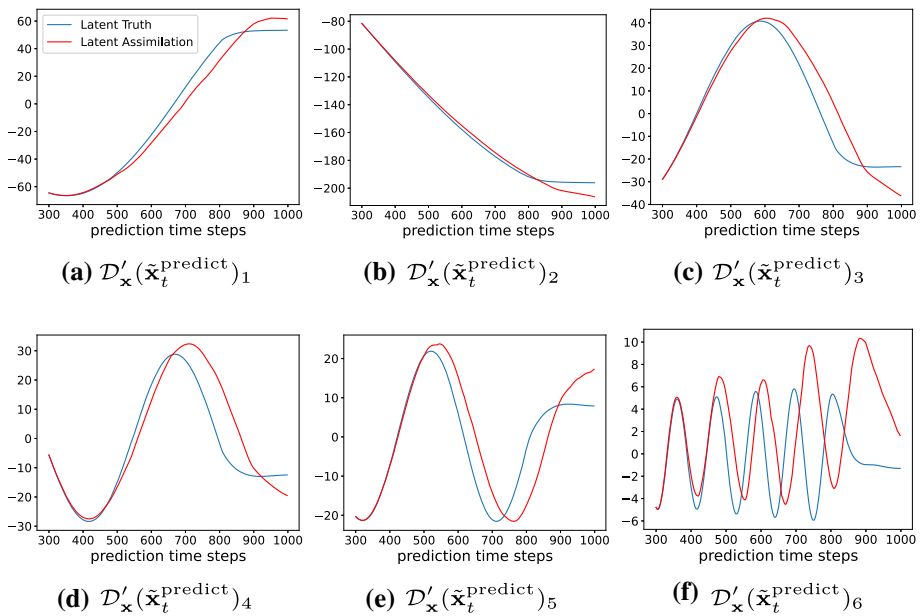 Latent Truth
Latent Assimilation
60
40
20
0
−20
−40
−60
300 400 500 600 700 800 900 1000
prediction time steps
(a) 𝒟′ₓ(x̃ₜᵖʳᵉᵈⁱᶜᵗ)₁
−80
−100
−120
−140
−160
−180
−200
300 400 500 600 700 800 900 1000
prediction time steps
(b) 𝒟′ₓ(x̃ₜᵖʳᵉᵈⁱᶜᵗ)₂
40
30
20
10
0
−10
−20
−30
−40
300 400 500 600 700 800 900 1000
prediction time steps
(c) 𝒟′ₓ(x̃ₜᵖʳᵉᵈⁱᶜᵗ)₃
30
20
10
0
−10
−20
−30
300 400 500 600 700 800 900 1000
prediction time steps
(d) 𝒟′ₓ(x̃ₜᵖʳᵉᵈⁱᶜᵗ)₄
20
10
0
−10
−20
300 400 500 600 700 800 900 1000
prediction time steps
(e) 𝒟′ₓ(x̃ₜᵖʳᵉᵈⁱᶜᵗ)₅
10
8
6
4
2
0
−2
−4
−6
300 400 500 600 700 800 900 1000
prediction time steps
(f) 𝒟′ₓ(x̃ₜᵖʳᵉᵈⁱᶜᵗ)₆